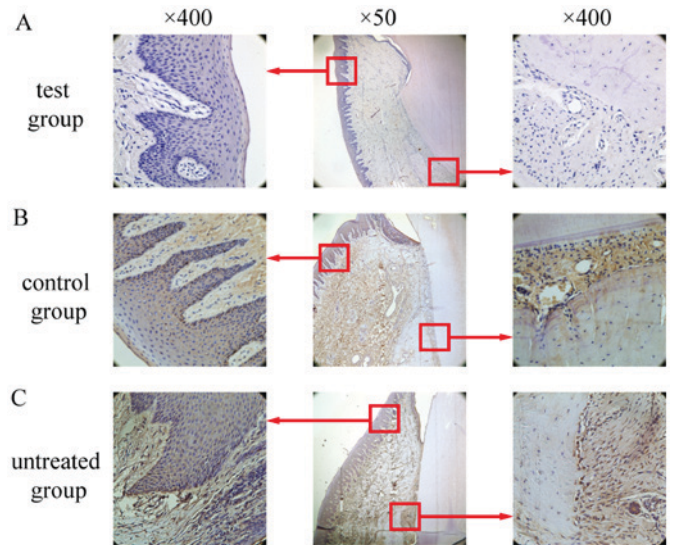 ×400 ×50 ×400
A
test
group
B
control
group
C
untreated
group